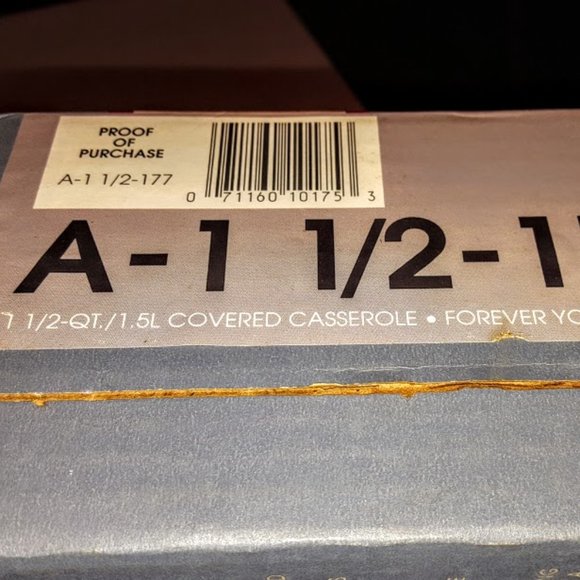 PROOF
OF
PURCHASE
A-1 1/2-177
0 71160 10175 3
A-1 1/2-1
1 1/2-QT./1.5L COVERED CASSEROLE • FOREVER YO